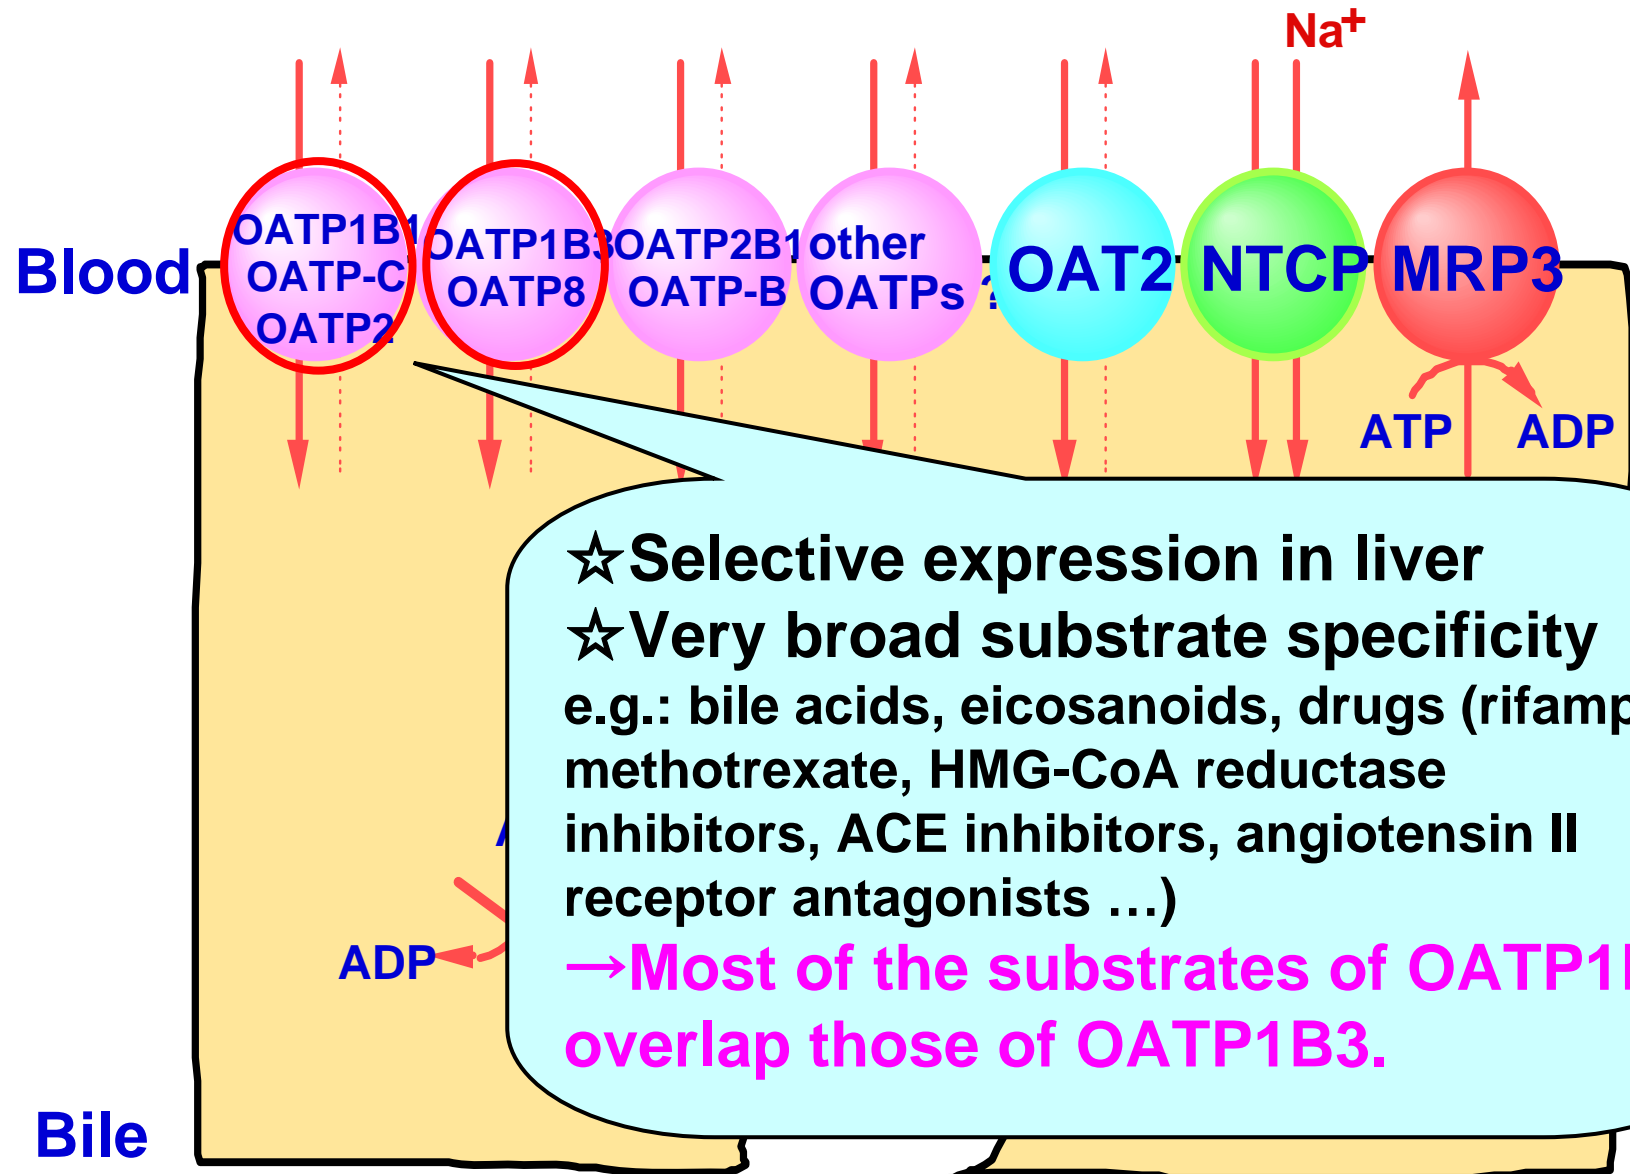 Na+
Blood
OATP1B1
OATP-C
OATP2
OATP1B3
OATP8
OATP2B1
OATP-B
other
OATPs ?
OAT2
NTCP
MRP3
ATP ADP
☆Selective expression in liver
☆Very broad substrate specificity
e.g.: bile acids, eicosanoids, drugs (rifamp
methotrexate, HMG-CoA reductase
inhibitors, ACE inhibitors, angiotensin II
receptor antagonists …)
→Most of the substrates of OATP1
overlap those of OATP1B3.
ADP
Bile